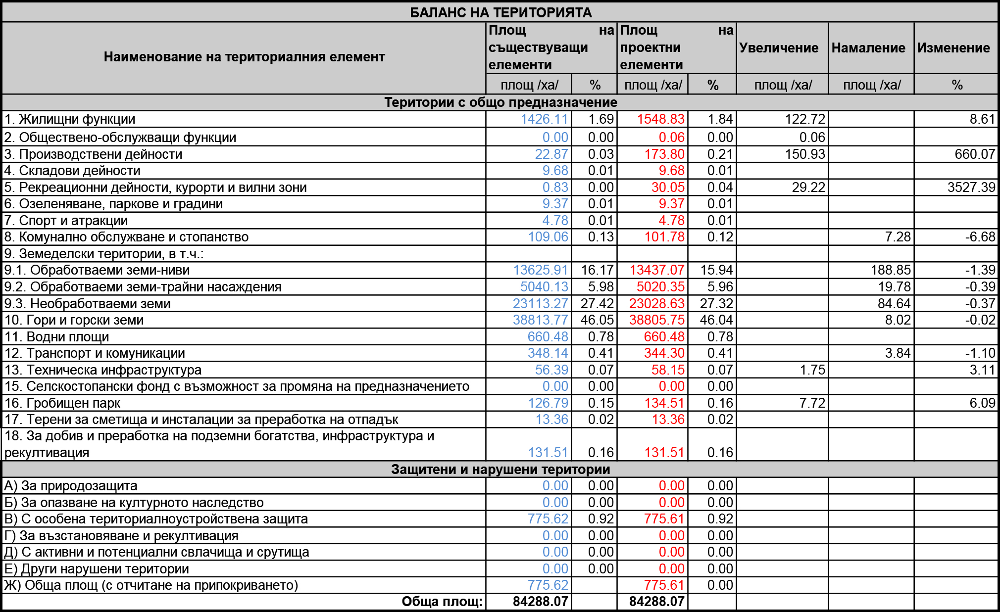 БАЛАНС НА ТЕРИТОРИЯТА
Наименование на териториалния елемент
Площ на съществуващи елементи
Площ на проектни елементи
Увеличение Намаление Изменение
площ /ха/ % площ /ха/ % площ /ха/ площ /ха/ %
Територии с общо предназначение
1. Жилищни функции 1426.11 1.69 1548.83 1.84 122.72 8.61
2. Обществено-обслужващи функции 0.00 0.00 0.06 0.00 0.06
3. Производствени дейности 22.87 0.03 173.80 0.21 150.93 660.07
4. Складови дейности 9.68 0.01 9.68 0.01
5. Рекреационни дейности, курорти и вилни зони 0.83 0.00 30.05 0.04 29.22 3527.39
6. Озеленяване, паркове и градини 9.37 0.01 9.37 0.01
7. Спорт и атракции 4.78 0.01 4.78 0.01
8. Комунално обслужване и стопанство 109.06 0.13 101.78 0.12 7.28 -6.68
9. Земеделски територии, в т.ч.:
9.1. Обработваеми земи-ниви 13625.91 16.17 13437.07 15.94 188.85 -1.39
9.2. Обработваеми земи-трайни насаждения 5040.13 5.98 5020.35 5.96 19.78 -0.39
9.3. Необработваеми земи 23113.27 27.42 23028.63 27.32 84.64 -0.37
10. Гори и горски земи 38813.77 46.05 38805.75 46.04 8.02 -0.02
11. Водни площи 660.48 0.78 660.48 0.78
12. Транспорт и комуникации 348.14 0.41 344.30 0.41 3.84 -1.10
13. Техническа инфраструктура 56.39 0.07 58.15 0.07 1.75 3.11
15. Селскостопански фонд с възможност за промяна на предназначението 0.00 0.00 0.00 0.00
16. Гробищен парк 126.79 0.15 134.51 0.16 7.72 6.09
17. Терени за сметища и инсталации за преработка на отпадък 13.36 0.02 13.36 0.02
18. За добив и преработка на подземни богатства, инфраструктура и
рекултивация 131.51 0.16 131.51 0.16
Защитени и нарушени територии
А) За природозащита 0.00 0.00 0.00 0.00
Б) За опазване на културното наследство 0.00 0.00 0.00 0.00
В) С особена териториалноустройствена защита 775.62 0.92 775.61 0.92
Г) За възстановяване и рекултивация 0.00 0.00 0.00 0.00
Д) С активни и потенциални свлачища и срутища 0.00 0.00 0.00 0.00
Е) Други нарушени територии 0.00 0.00 0.00 0.00
Ж) Обща площ (с отчитане на припокриването) 775.62 775.61 0.00
Обща площ: 84288.07 84288.07